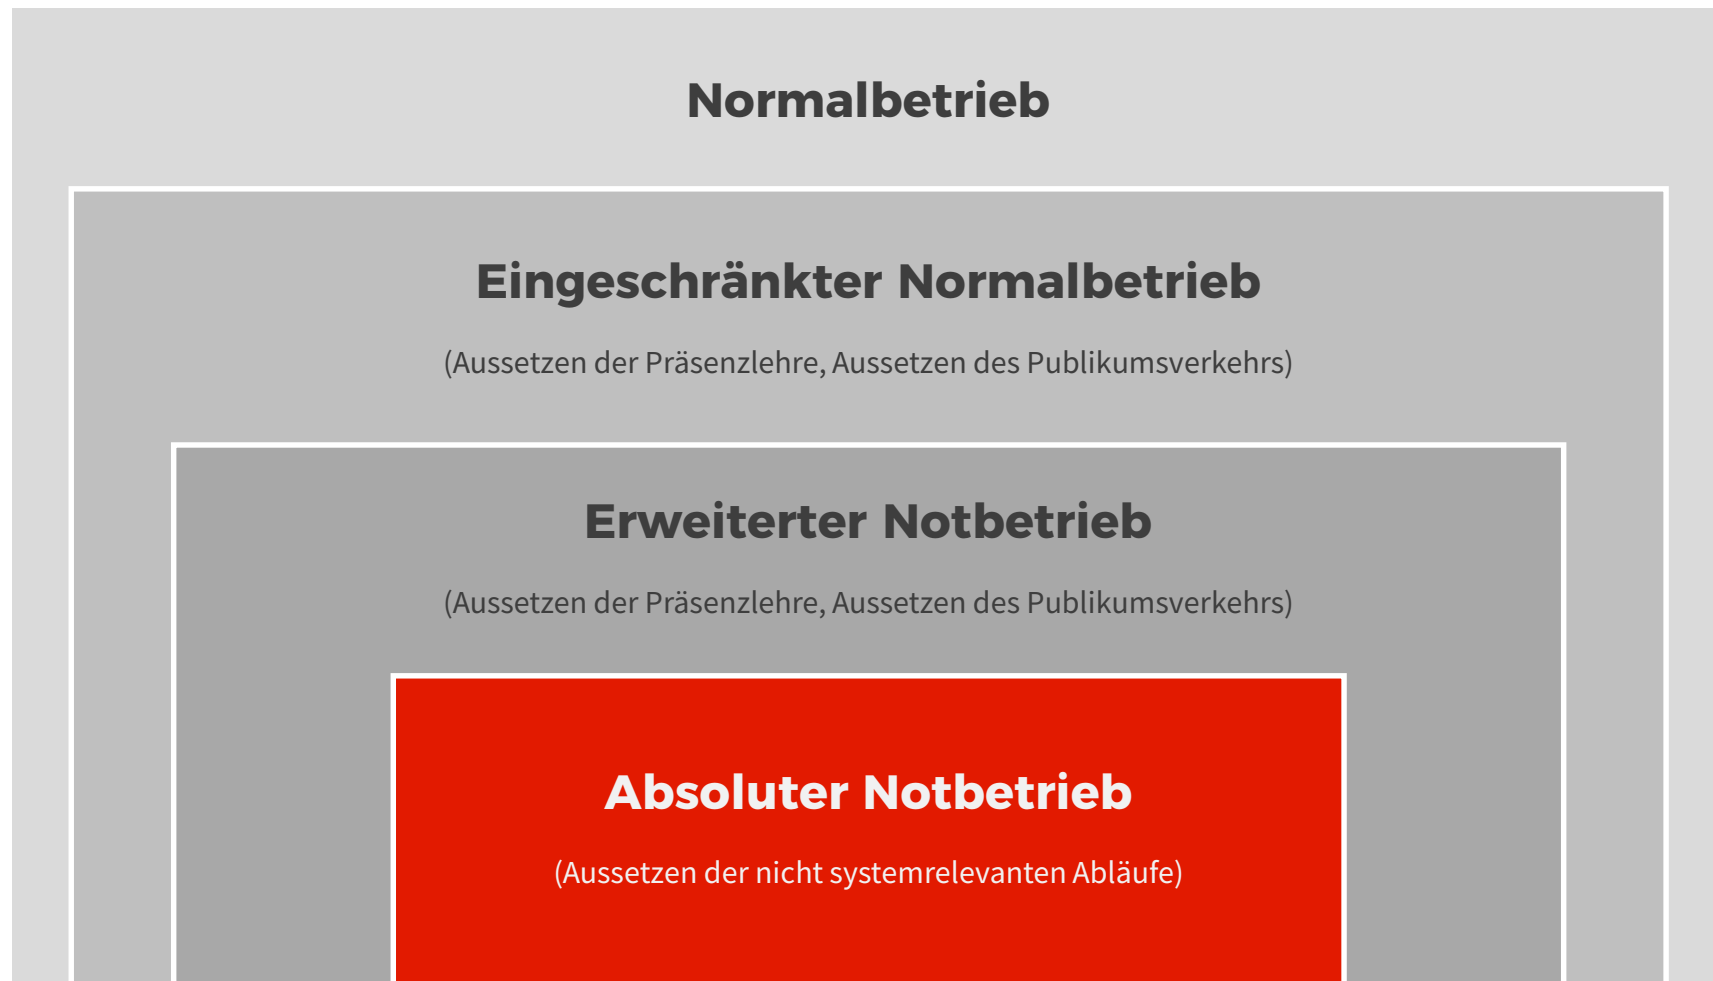 Normalbetrieb
Eingeschränkter Normalbetrieb
(Aussetzen der Präsenzlehre, Aussetzen des Publikumsverkehrs)
Erweiterter Notbetrieb
(Aussetzen der Präsenzlehre, Aussetzen des Publikumsverkehrs)
Absoluter Notbetrieb
(Aussetzen der nicht systemrelevanten Abläufe)